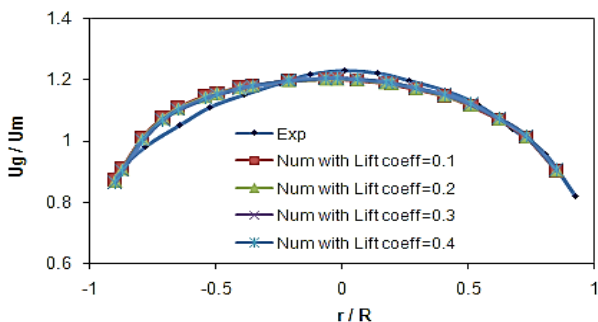 1.4
1.2
1
0.8
0.6
Ug / Um
Exp
Num with Lift coeff=0.1
Num with Lift coeff=0.2
Num with Lift coeff=0.3
Num with Lift coeff=0.4
-1
-0.5
0
0.5
1
r / R